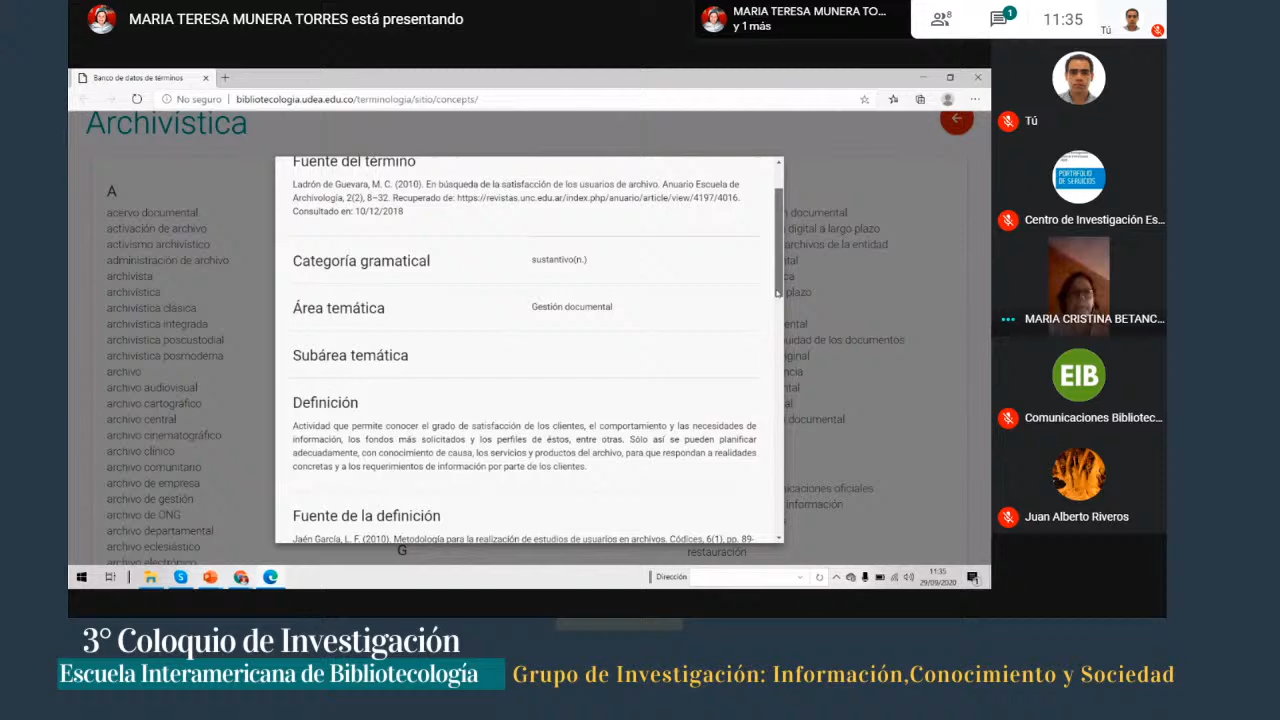 MARIA TERESA MUNERA TORRES está presentando
MARIA TERESA MUNERA TO...
y 1 más
8
1
11:35
Tú
Banco de datos de términos
No seguro
bibliotecologia.udea.edu.co/terminologia/sitio/concepts/
Archivística
A
acervo documental
activación de archivo
activismo archivístico
administración de archivo
archivista
archivística
archivística clásica
archivística integrada
archivística poscustodial
archivística posmoderna
archivo
archivo audiovisual
archivo cartográfico
archivo central
archivo cinematográfico
archivo clínico
archivo comunitario
archivo de empresa
archivo de gestión
archivo de ONG
archivo departamental
archivo eclesiástico
archivo electrónico
Fuente del término
Ladrón de Guevara, M. C. (2010). En búsqueda de la satisfacción de los usuarios de archivo. Anuario Escuela de
Archivología, 2(2), 8–32. Recuperado de: https://revistas.unc.edu.ar/index.php/anuario/article/view/4197/4016.
Consultado en: 10/12/2018
Categoría gramatical
sustantivo(n.)
Área temática
Gestión documental
Subárea temática
Definición
Actividad que permite conocer el grado de satisfacción de los clientes, el comportamiento y las necesidades de
información, los fondos más solicitados y los perfiles de éstos, entre otras. Sólo así se pueden planificar
adecuadamente, con conocimiento de causa, los servicios y productos del archivo, para que respondan a realidades
concretas y a los requerimientos de información por parte de los clientes.
Fuente de la definición
Jaén García, L. F. (2010). Metodología para la realización de estudios de usuarios en archivos. Códices, 6(1), pp. 89-
G
documental
digital a largo plazo
archivos de la entidad
plazo
uidad de los documentos
documental
caciones oficiales
información
restauración
Dirección
11:35
29/09/2020
Tú
PORTAFOLIO
DE SERVICIOS
Centro de Investigación Es...
MARIA CRISTINA BETANC...
EIB
Comunicaciones Bibliotec...
Juan Alberto Riveros
3° Coloquio de Investigación
Escuela Interamericana de Bibliotecología
Grupo de Investigación: Información,Conocimiento y Sociedad